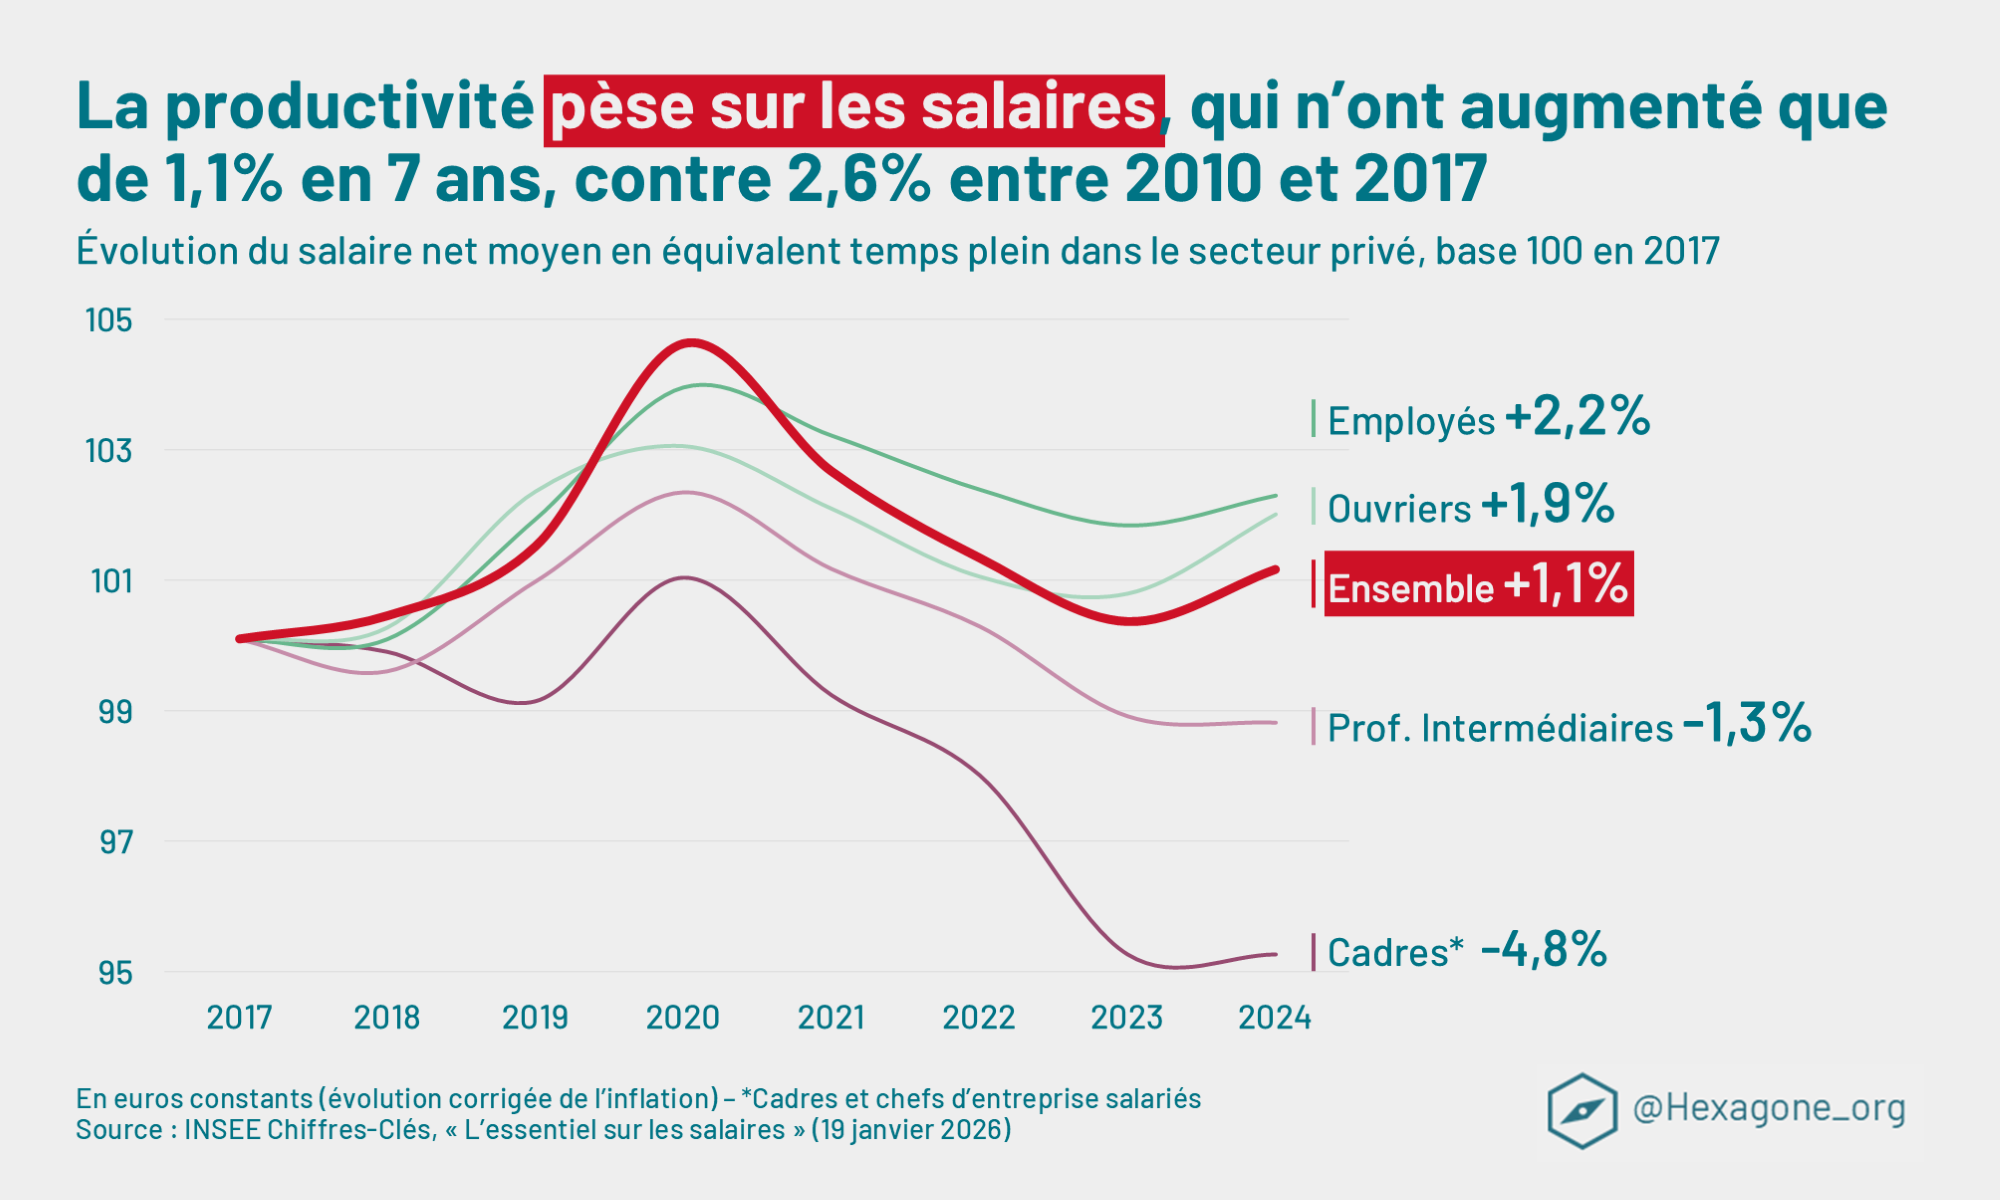 La productivité pèse sur les salaires, qui n’ont augmenté que
de 1,1% en 7 ans, contre 2,6% entre 2010 et 2017
Évolution du salaire net moyen en équivalent temps plein dans le secteur privé, base 100 en 2017
105
103
101
99
97
95
Employés +2,2%
Ouvriers +1,9%
Ensemble +1,1%
Prof. Intermédiaires -1,3%
Cadres* -4,8%
2017 2018 2019 2020 2021 2022 2023 2024
En euros constants (évolution corrigée de l’inflation) – *Cadres et chefs d’entreprise salariés
Source : INSEE Chiffres-Clés, « L’essentiel sur les salaires » (19 janvier 2026)
@Hexagone_org